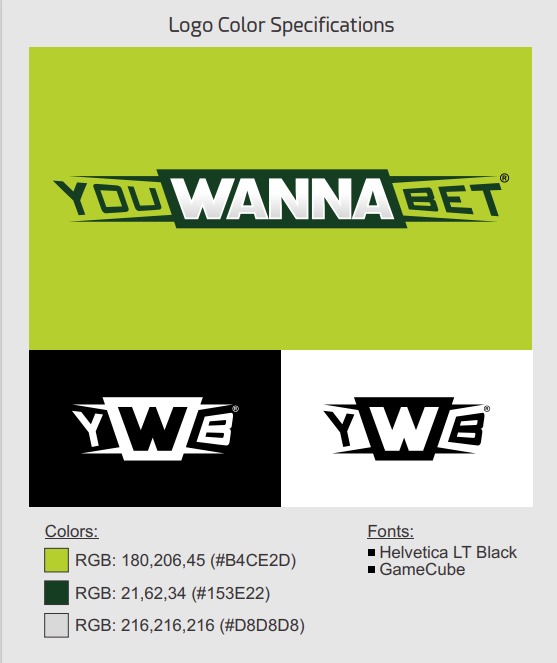 Logo Color Specifications
YOU WANNA BET®
YWB® YWB®
Colors:
RGB: 180,206,45 (#B4CE2D)
RGB: 21,62,34 (#153E22)
RGB: 216,216,216 (#D8D8D8)
Fonts:
Helvetica LT Black
GameCube